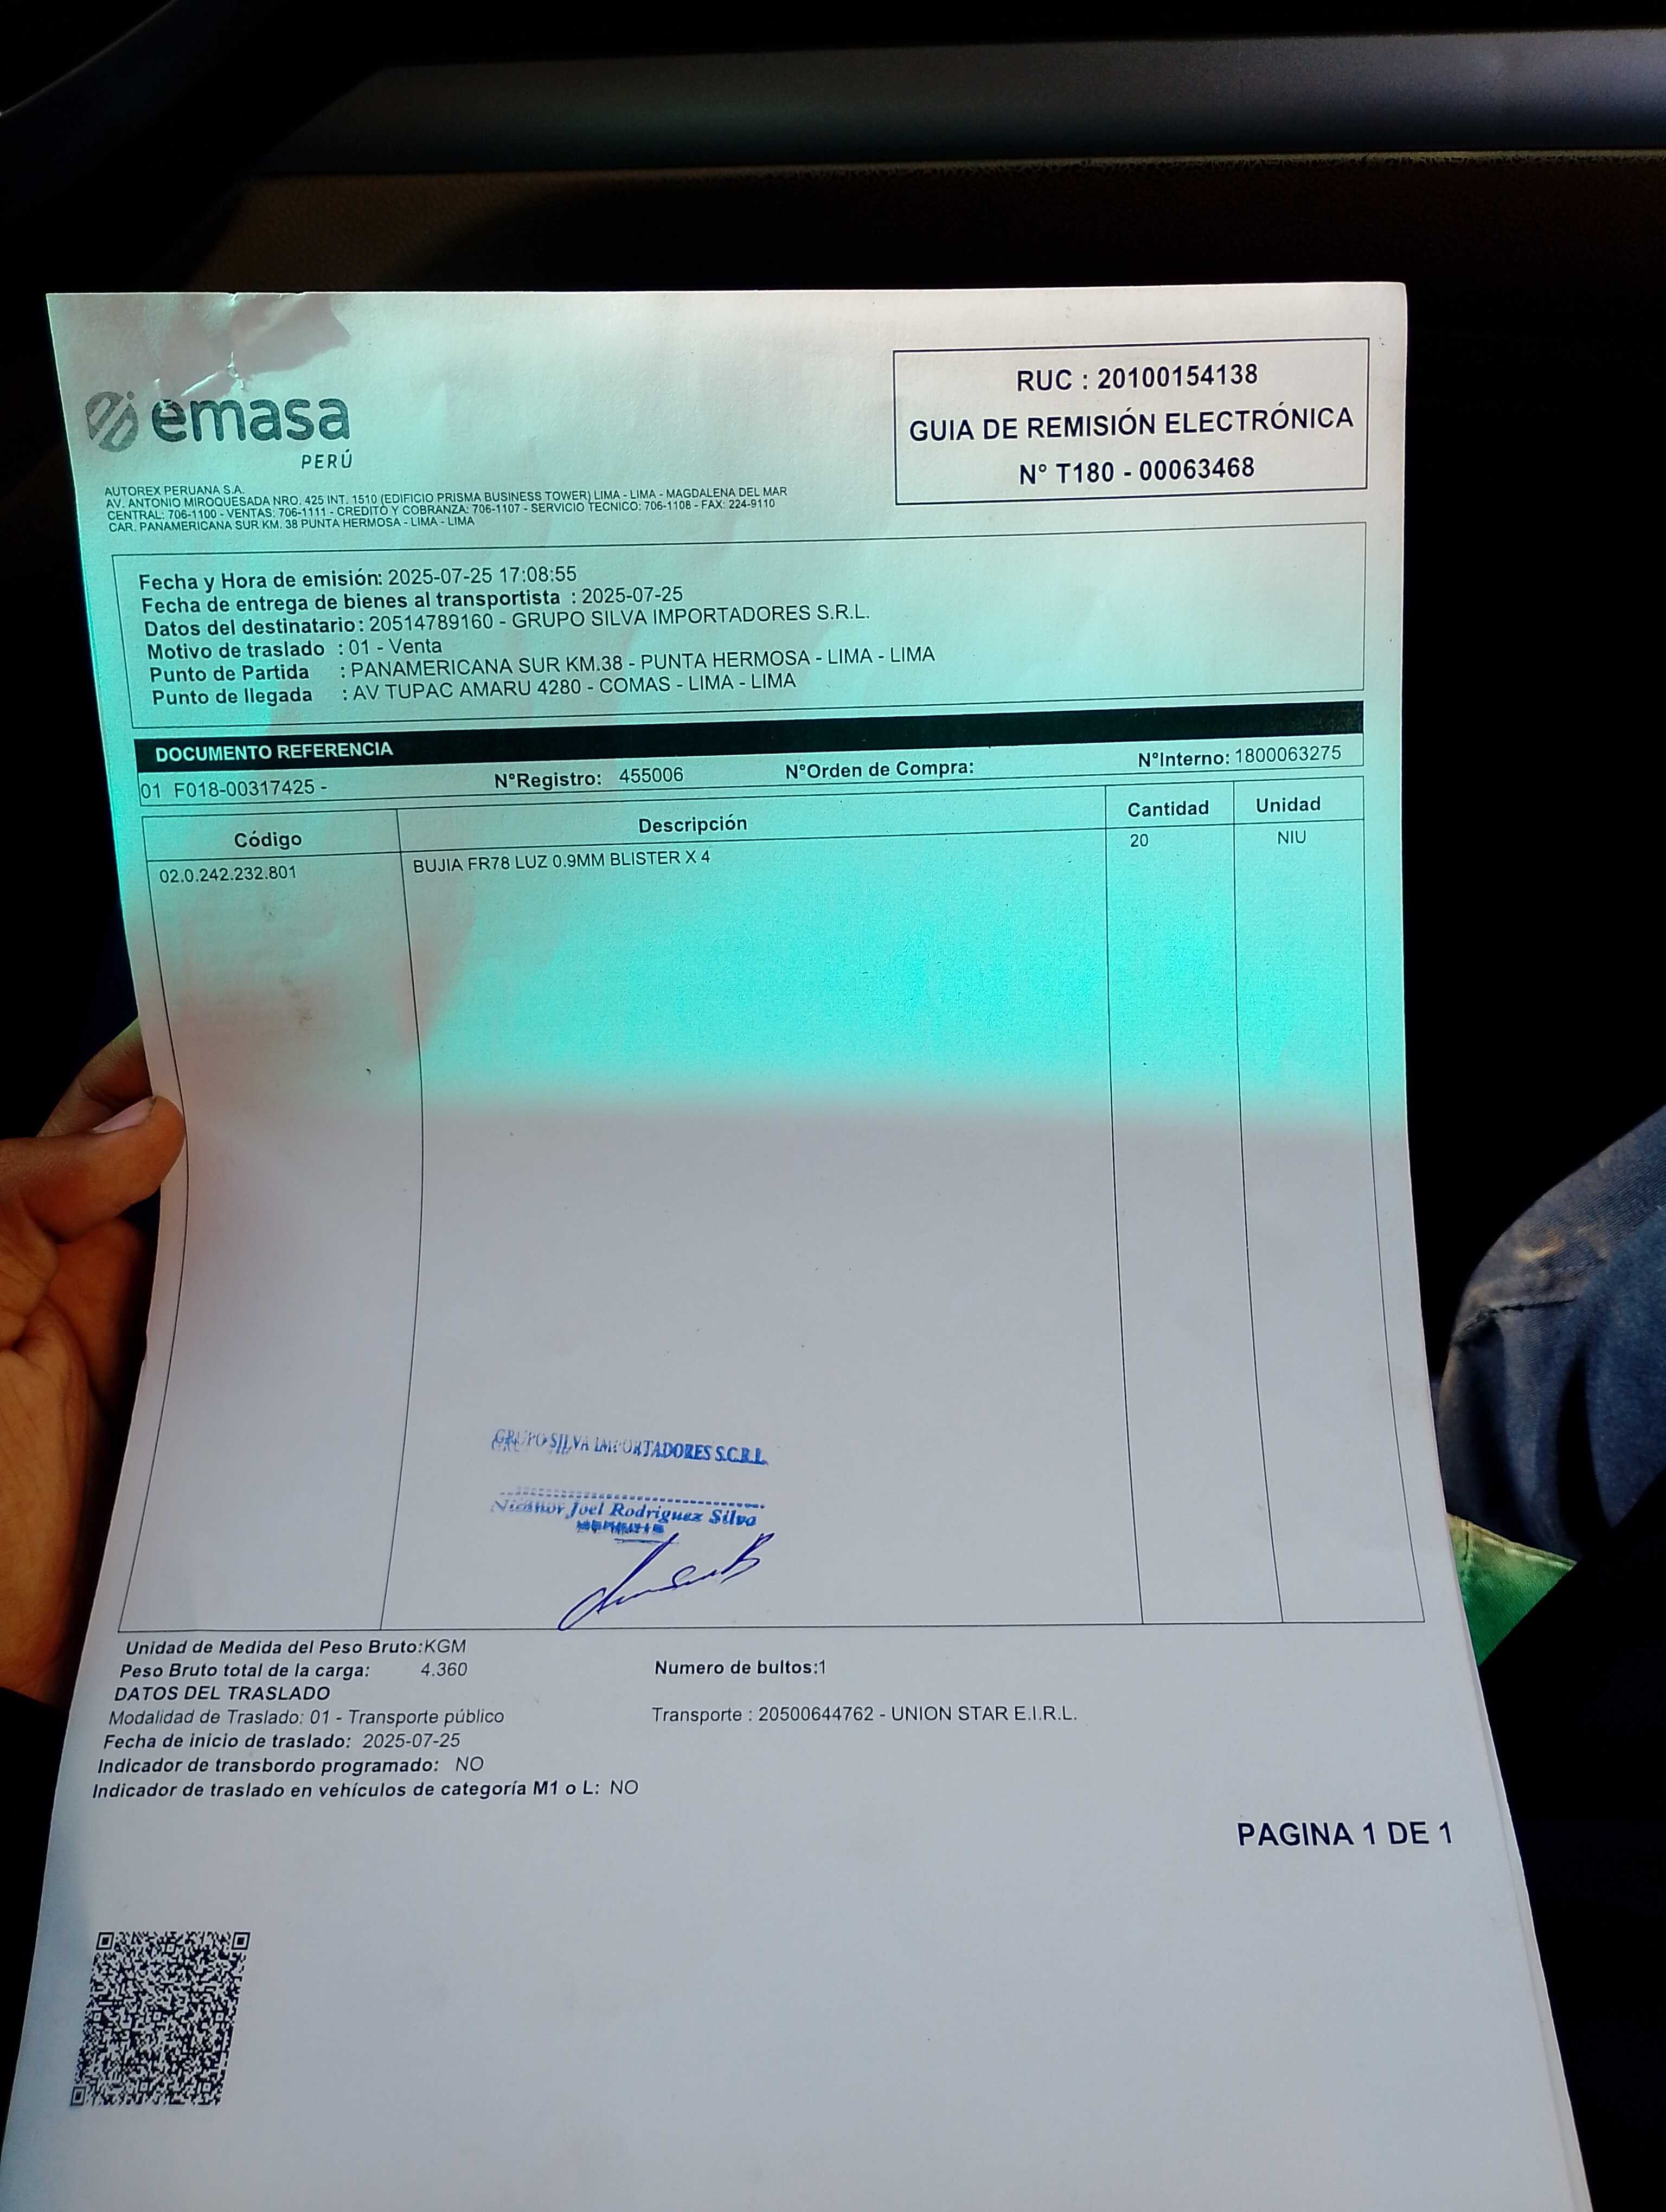 emasa
PERÚ
RUC : 20100154138
GUIA DE REMISIÓN ELECTRÓNICA
N° T180 - 00063468
AUTOREX PERUANA S.A.
AV. ANTONIO MIROQUESADA NRO. 425 INT. 1510 (EDIFICIO PRISMA BUSINESS TOWER) LIMA - LIMA - MAGDALENA DEL MAR
CENTRAL: 706-1100 - VENTAS: 706-1111 - CREDITO Y COBRANZA: 706-1107 - SERVICIO TECNICO: 706-1108 - FAX: 224-9110
CAR. PANAMERICANA SUR KM. 38 PUNTA HERMOSA - LIMA - LIMA
Fecha y Hora de emisión: 2025-07-25 17:08:55
Fecha de entrega de bienes al transportista : 2025-07-25
Datos del destinatario: 20514789160 - GRUPO SILVA IMPORTADORES S.R.L.
Motivo de traslado : 01 - Venta
Punto de Partida : PANAMERICANA SUR KM.38 - PUNTA HERMOSA - LIMA - LIMA
Punto de llegada : AV TUPAC AMARU 4280 - COMAS - LIMA - LIMA
DOCUMENTO REFERENCIA
01 F018-00317425 - N°Registro: 455006 N°Orden de Compra: N°Interno: 1800063275
Código Descripción Cantidad Unidad
02.0.242.232.801 BUJIA FR78 LUZ 0.9MM BLISTER X 4 20 NIU
GRUPO SILVA IMPORTADORES S.C.R.L.
Nicanor Joel Rodriguez Silva
Unidad de Medida del Peso Bruto:KGM
Peso Bruto total de la carga: 4.360 Numero de bultos:1
DATOS DEL TRASLADO
Modalidad de Traslado: 01 - Transporte público Transporte : 20500644762 - UNION STAR E.I.R.L.
Fecha de inicio de traslado: 2025-07-25
Indicador de transbordo programado: NO
Indicador de traslado en vehículos de categoría M1 o L: NO
PAGINA 1 DE 1